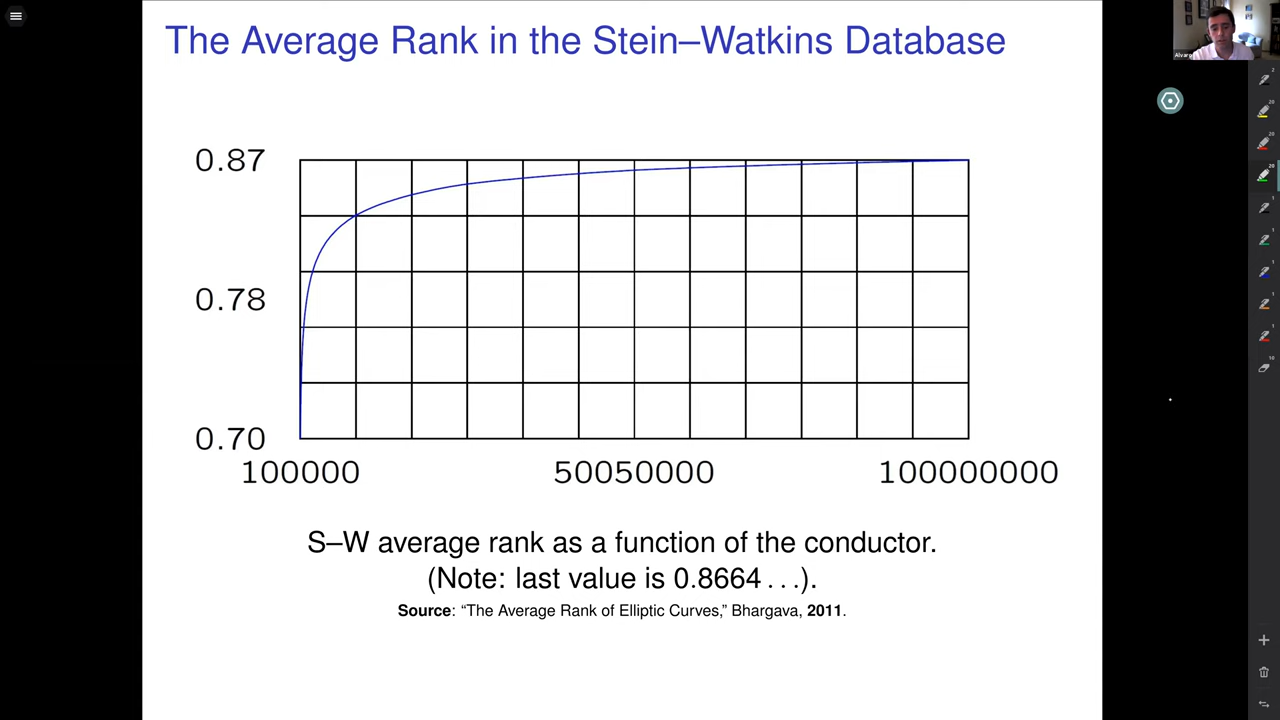 The Average Rank in the Stein–Watkins Database
0.87
0.78
0.70
100000 50050000 100000000
S–W average rank as a function of the conductor.
(Note: last value is 0.8664 . . .).
Source: “The Average Rank of Elliptic Curves,” Bhargava, 2011.
Alvaro